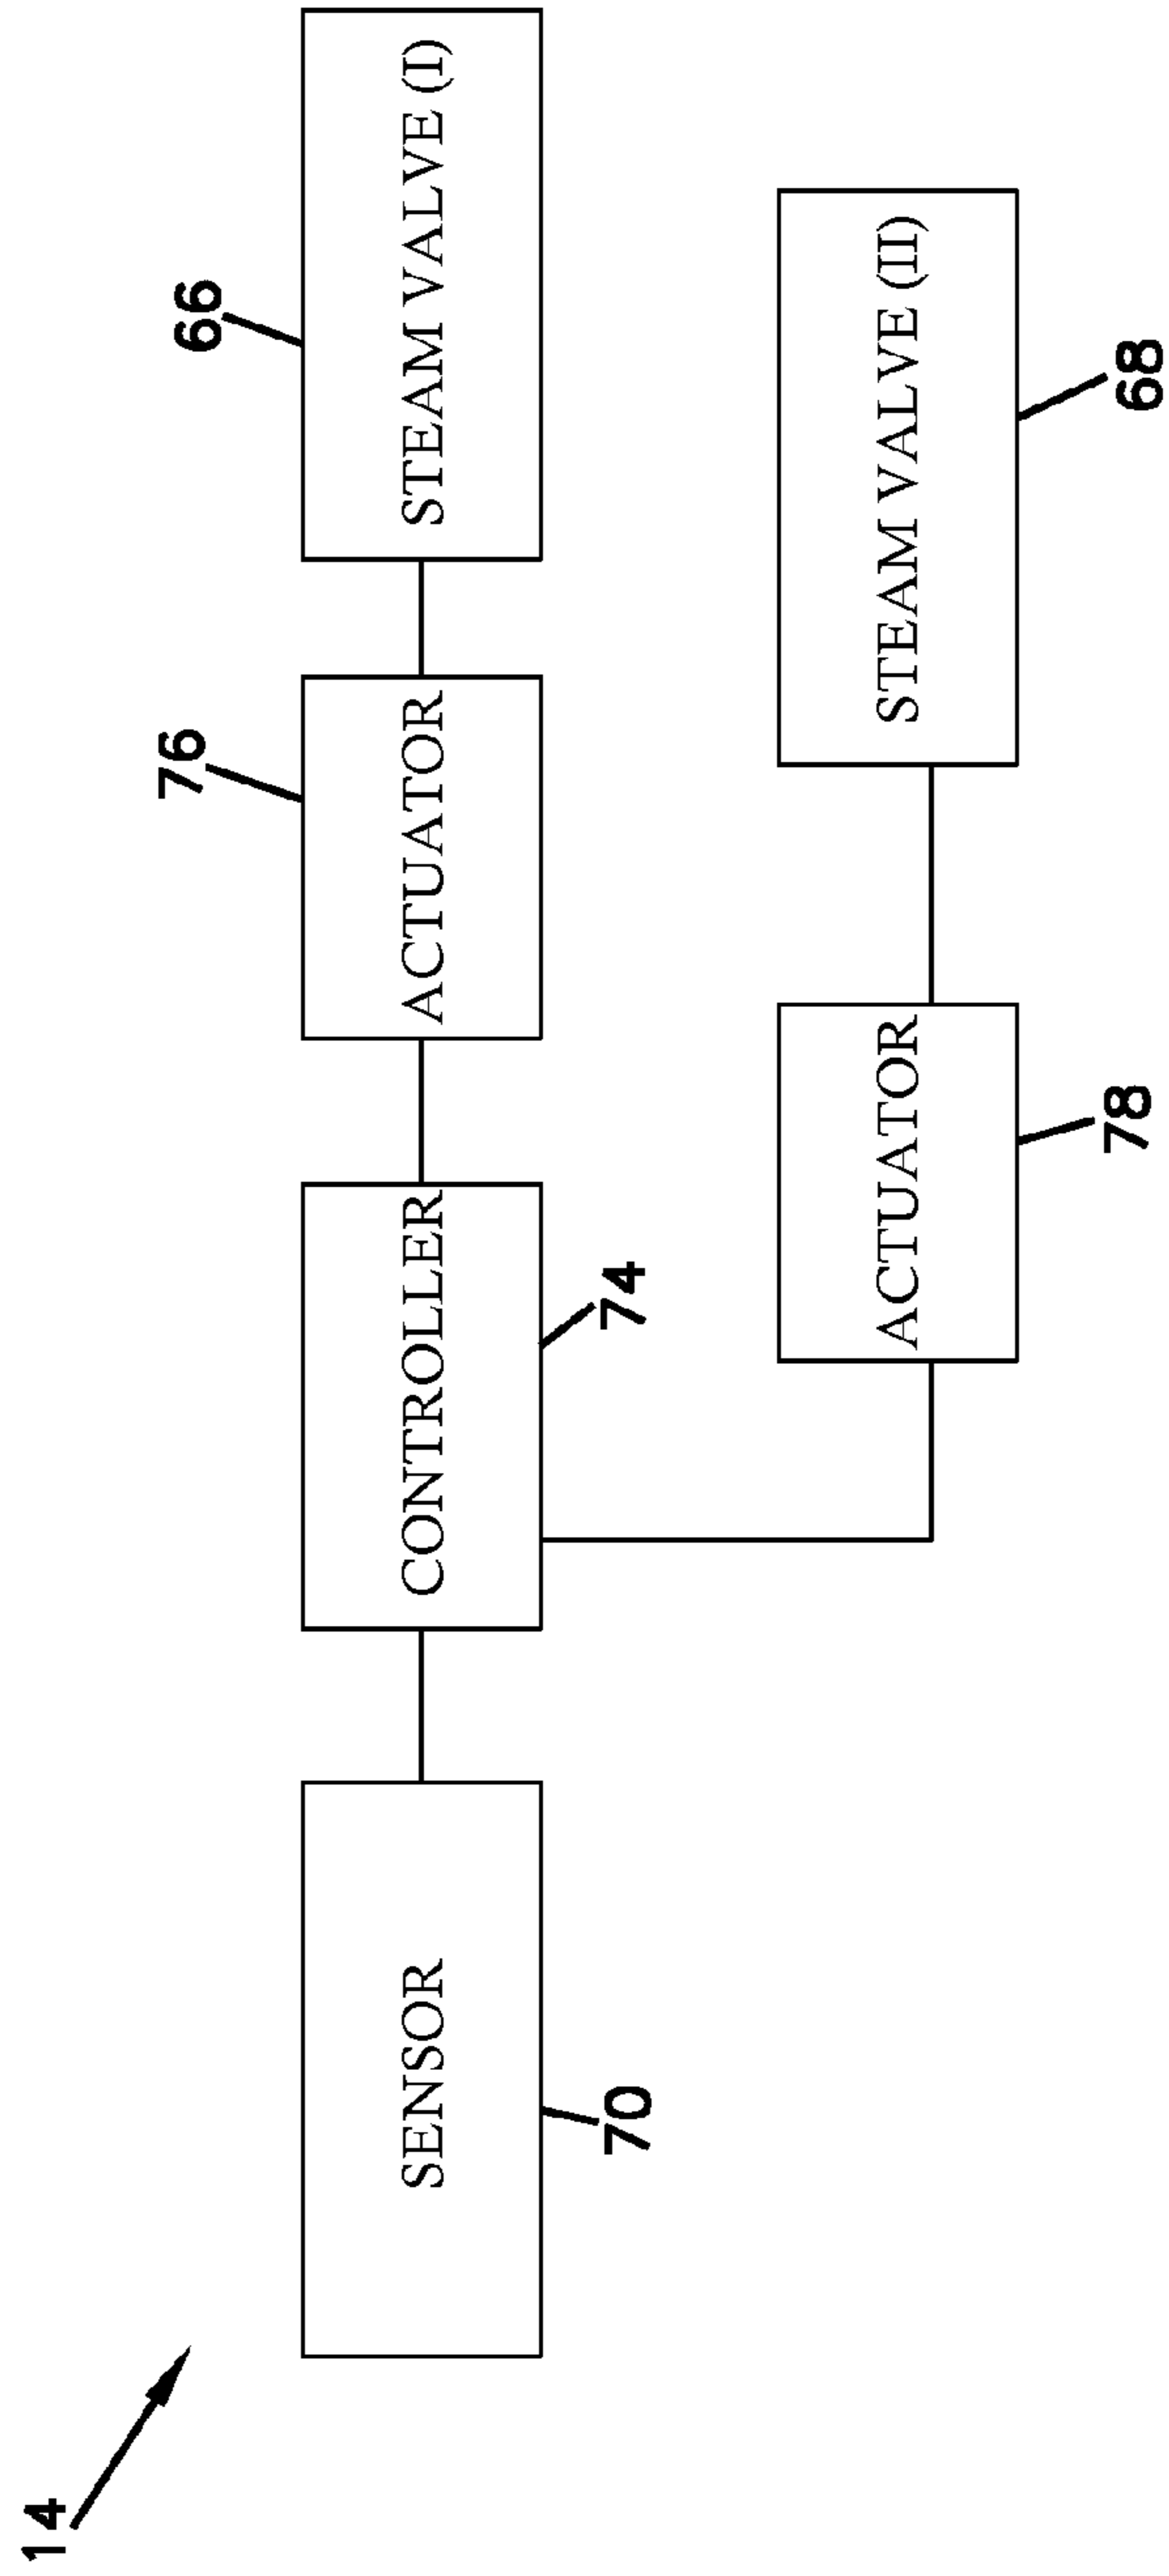 14
66
76
SENSOR
CONTROLLER
ACTUATOR
STEAM VALVE (I)
70
74
ACTUATOR
STEAM VALVE (II)
78
68